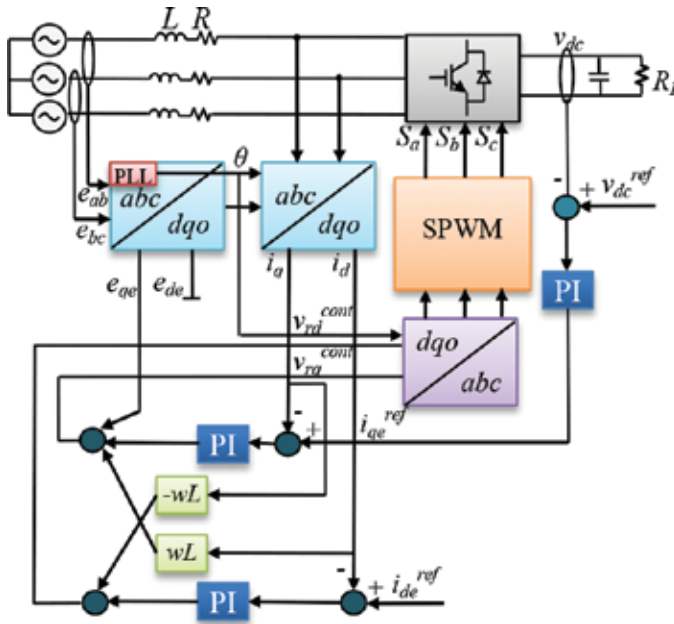 L R
v_dc
R_L
S_a S_b S_c
PLL
θ
e_ab
abc
dqo
abc
dqo
e_bc
SPWM
- + v_dc^ref
PI
e_qe
e_de
i_q
i_d
v_rd^cont
dqo
abc
v_rq^cont
i_qe^ref
PI
-
+
-wL
wL
PI
-
+ i_de^ref